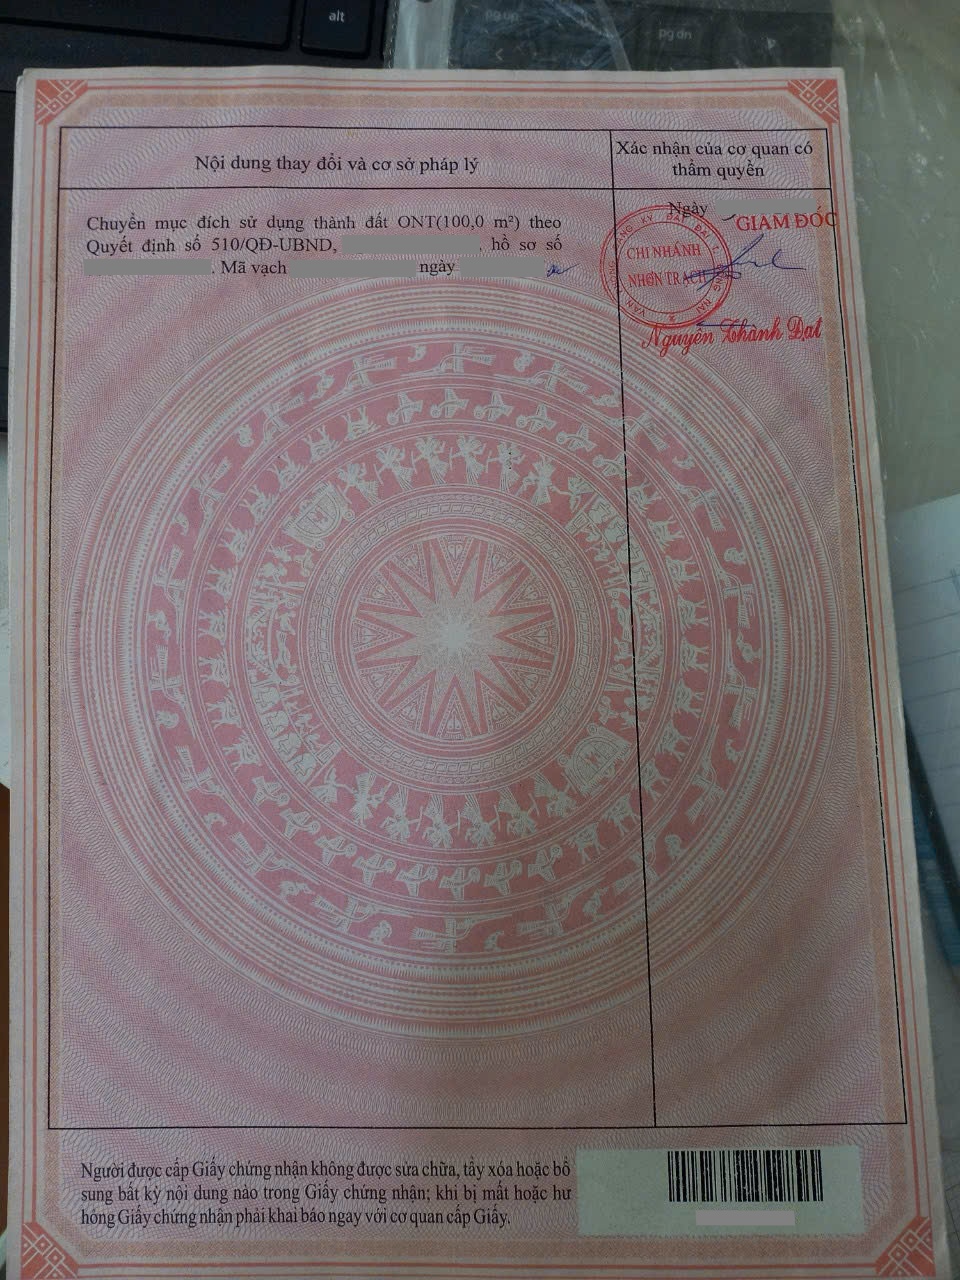 alt
pg up
pg dn
Nội dung thay đổi và cơ sở pháp lý
Xác nhận của cơ quan có
thẩm quyền
Chuyển mục đích sử dụng thành đất ONT(100,0 m²) theo
Quyết định số 510/QĐ-UBND, , hồ sơ số
. Mã vạch ngày
Ngày
GIÁM ĐỐC
CHI NHÁNH
NHƠN TRẠCH
Nguyễn Thành Đạt
Người được cấp Giấy chứng nhận không được sửa chữa, tẩy xóa hoặc bổ
sung bất kỳ nội dung nào trong Giấy chứng nhận; khi bị mất hoặc hư
hỏng Giấy chứng nhận phải khai báo ngay với cơ quan cấp Giấy.